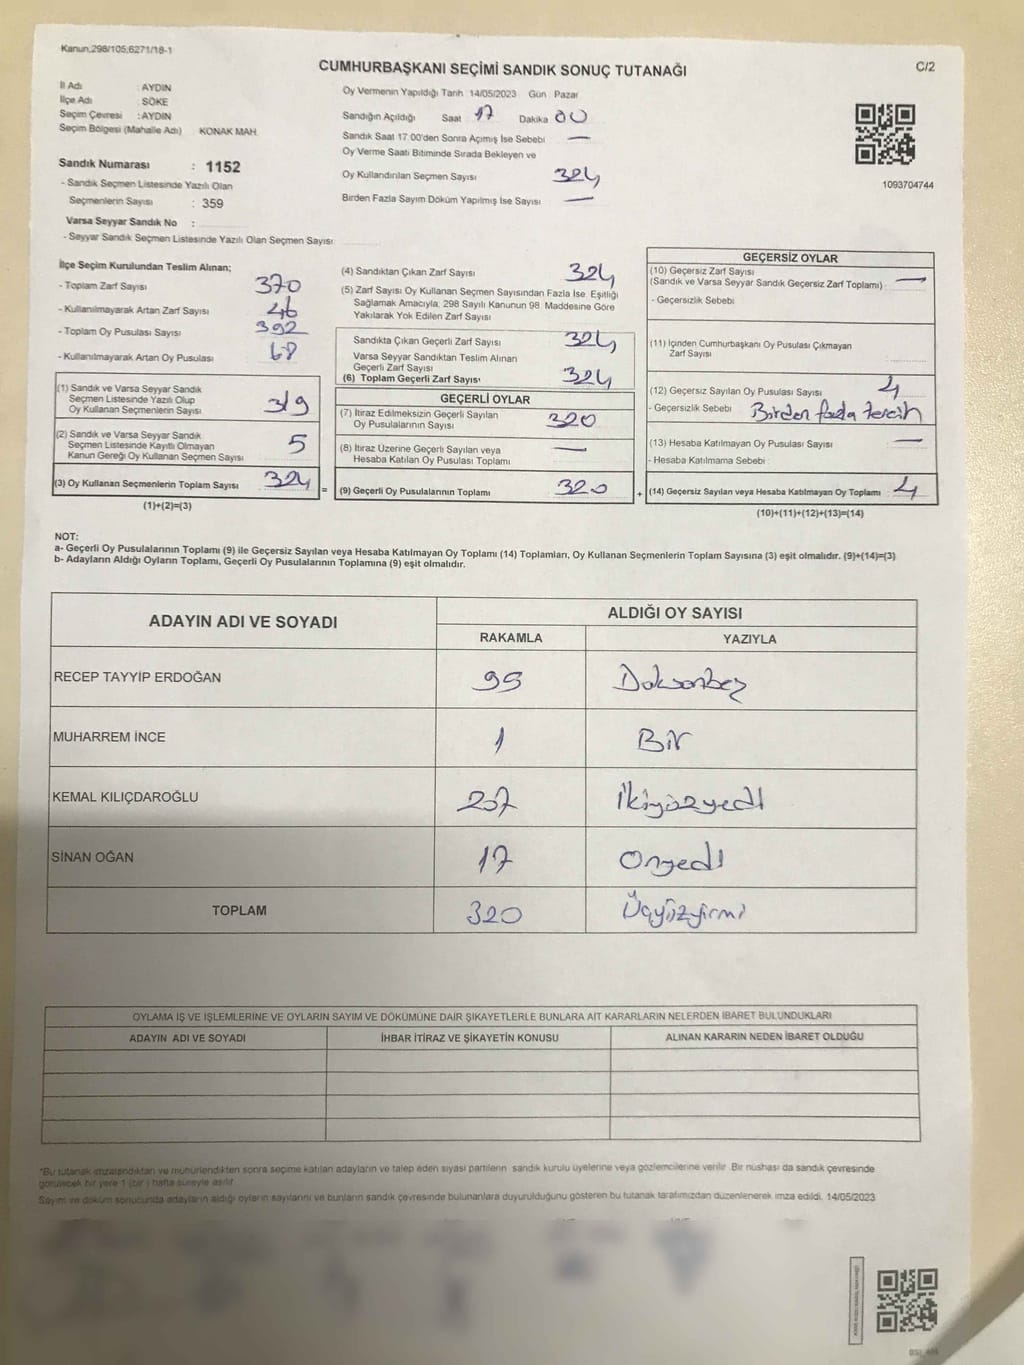 Kanun,298/105;6271/18-1
CUMHURBAŞKANI SEÇİMİ SANDIK SONUÇ TUTANAĞI
C/2
İl Adı : AYDIN
İlçe Adı : SÖKE
Seçim Çevresi : AYDIN
Seçim Bölgesi (Mahalle Adı) KONAK MAH.
Sandık Numarası : 1152
- Sandık Seçmen Listesinde Yazılı Olan
Seçmenlerin Sayısı : 359
Varsa Seyyar Sandık No :
- Seyyar Sandık Seçmen Listesinde Yazılı Olan Seçmen Sayısı:
Oy Vermenin Yapıldığı Tarih 14/05/2023 Gün : Pazar
Sandığın Açıldığı Saat 17 Dakika 00
Sandık Saat 17.00'den Sonra Açımış İse Sebebi —
Oy Verme Saati Bitiminde Sırada Bekleyen ve
Oy Kullandırılan Seçmen Sayısı 324
Birden Fazla Sayım Döküm Yapılmış İse Sayısı —
1093704744
İlçe Seçim Kurulundan Teslim Alınan;
- Toplam Zarf Sayısı 370
- Kullanılmayarak Artan Zarf Sayısı 46
- Toplam Oy Pusulası Sayısı 392
- Kullanılmayarak Artan Oy Pusulası 68
(1) Sandık ve Varsa Seyyar Sandık
Seçmen Listesinde Yazılı Olup
Oy Kullanan Seçmenlerin Sayısı 319
(2) Sandık ve Varsa Seyyar Sandık
Seçmen Listesinde Kayıtlı Olmayan
Kanun Gereği Oy Kullanan Seçmen Sayısı 5
(3) Oy Kullanan Seçmenlerin Toplam Sayısı 324
(1)+(2)=(3)
(4) Sandıktan Çıkan Zarf Sayısı 324
(5) Zarf Sayısı Oy Kullanan Seçmen Sayısından Fazla İse, Eşitliği
Sağlamak Amacıyla, 298 Sayılı Kanunun 98. Maddesine Göre
Yakılarak Yok Edilen Zarf Sayısı
Sandıkta Çıkan Geçerli Zarf Sayısı 324
Varsa Seyyar Sandıktan Teslim Alınan
Geçerli Zarf Sayısı
(6) Toplam Geçerli Zarf Sayısı 324
GEÇERLİ OYLAR
(7) İtiraz Edilmeksizin Geçerli Sayılan
Oy Pusulalarının Sayısı 320
(8) İtiraz Üzerine Geçerli Sayılan veya
Hesaba Katılan Oy Pusulası Toplamı —
=
(9) Geçerli Oy Pusulalarının Toplamı 320
+
GEÇERSİZ OYLAR
(10) Geçersiz Zarf Sayısı
(Sandık ve Varsa Seyyar Sandık Geçersiz Zarf Toplamı) —
- Geçersizlik Sebebi
(11) İçinden Cumhurbaşkanı Oy Pusulası Çıkmayan
Zarf Sayısı
(12) Geçersiz Sayılan Oy Pusulası Sayısı 4
- Geçersizlik Sebebi Birden fazla tercih
(13) Hesaba Katılmayan Oy Pusulası Sayısı —
- Hesaba Katılmama Sebebi :
(14) Geçersiz Sayılan veya Hesaba Katılmayan Oy Toplamı 4
(10)+(11)+(12)+(13)=(14)
NOT:
a- Geçerli Oy Pusulalarının Toplamı (9) ile Geçersiz Sayılan veya Hesaba Katılmayan Oy Toplamı (14) Toplamları, Oy Kullanan Seçmenlerin Toplam Sayısına (3) eşit olmalıdır. (9)+(14)=(3)
b- Adayların Aldığı Oyların Toplamı, Geçerli Oy Pusulalarının Toplamına (9) eşit olmalıdır.
ADAYIN ADI VE SOYADI
ALDIĞI OY SAYISI
RAKAMLA YAZIYLA
RECEP TAYYİP ERDOĞAN 95 Doksanbeş
MUHARREM İNCE 1 Bir
KEMAL KILIÇDAROĞLU 207 İkiyüzyedi
SİNAN OĞAN 17 Onyedi
TOPLAM 320 Üçyüzyirmi
OYLAMA İŞ VE İŞLEMLERİNE VE OYLARIN SAYIM VE DÖKÜMÜNE DAİR ŞİKAYETLERLE BUNLARA AİT KARARLARIN NELERDEN İBARET BULUNDUKLARI
ADAYIN ADI VE SOYADI İHBAR İTİRAZ VE ŞİKAYETİN KONUSU ALINAN KARARIN NEDEN İBARET OLDUĞU
*Bu tutanak imzalandıktan ve mühürlendikten sonra seçime katılan adayların ve talep eden siyasi partilerin sandık kurulu üyelerine veya gözlemcilerine verilir. Bir nüshası da sandık çevresinde
görülecek bir yere 1 (bir) hafta süreyle asılır.
Sayım ve döküm sonucunda adayların aldığı oyların sayılarını ve bunların sandık çevresinde bulunanlara duyurulduğunu gösteren bu tutanak tarafımızdan düzenlenerek imza edildi. 14/05/2023